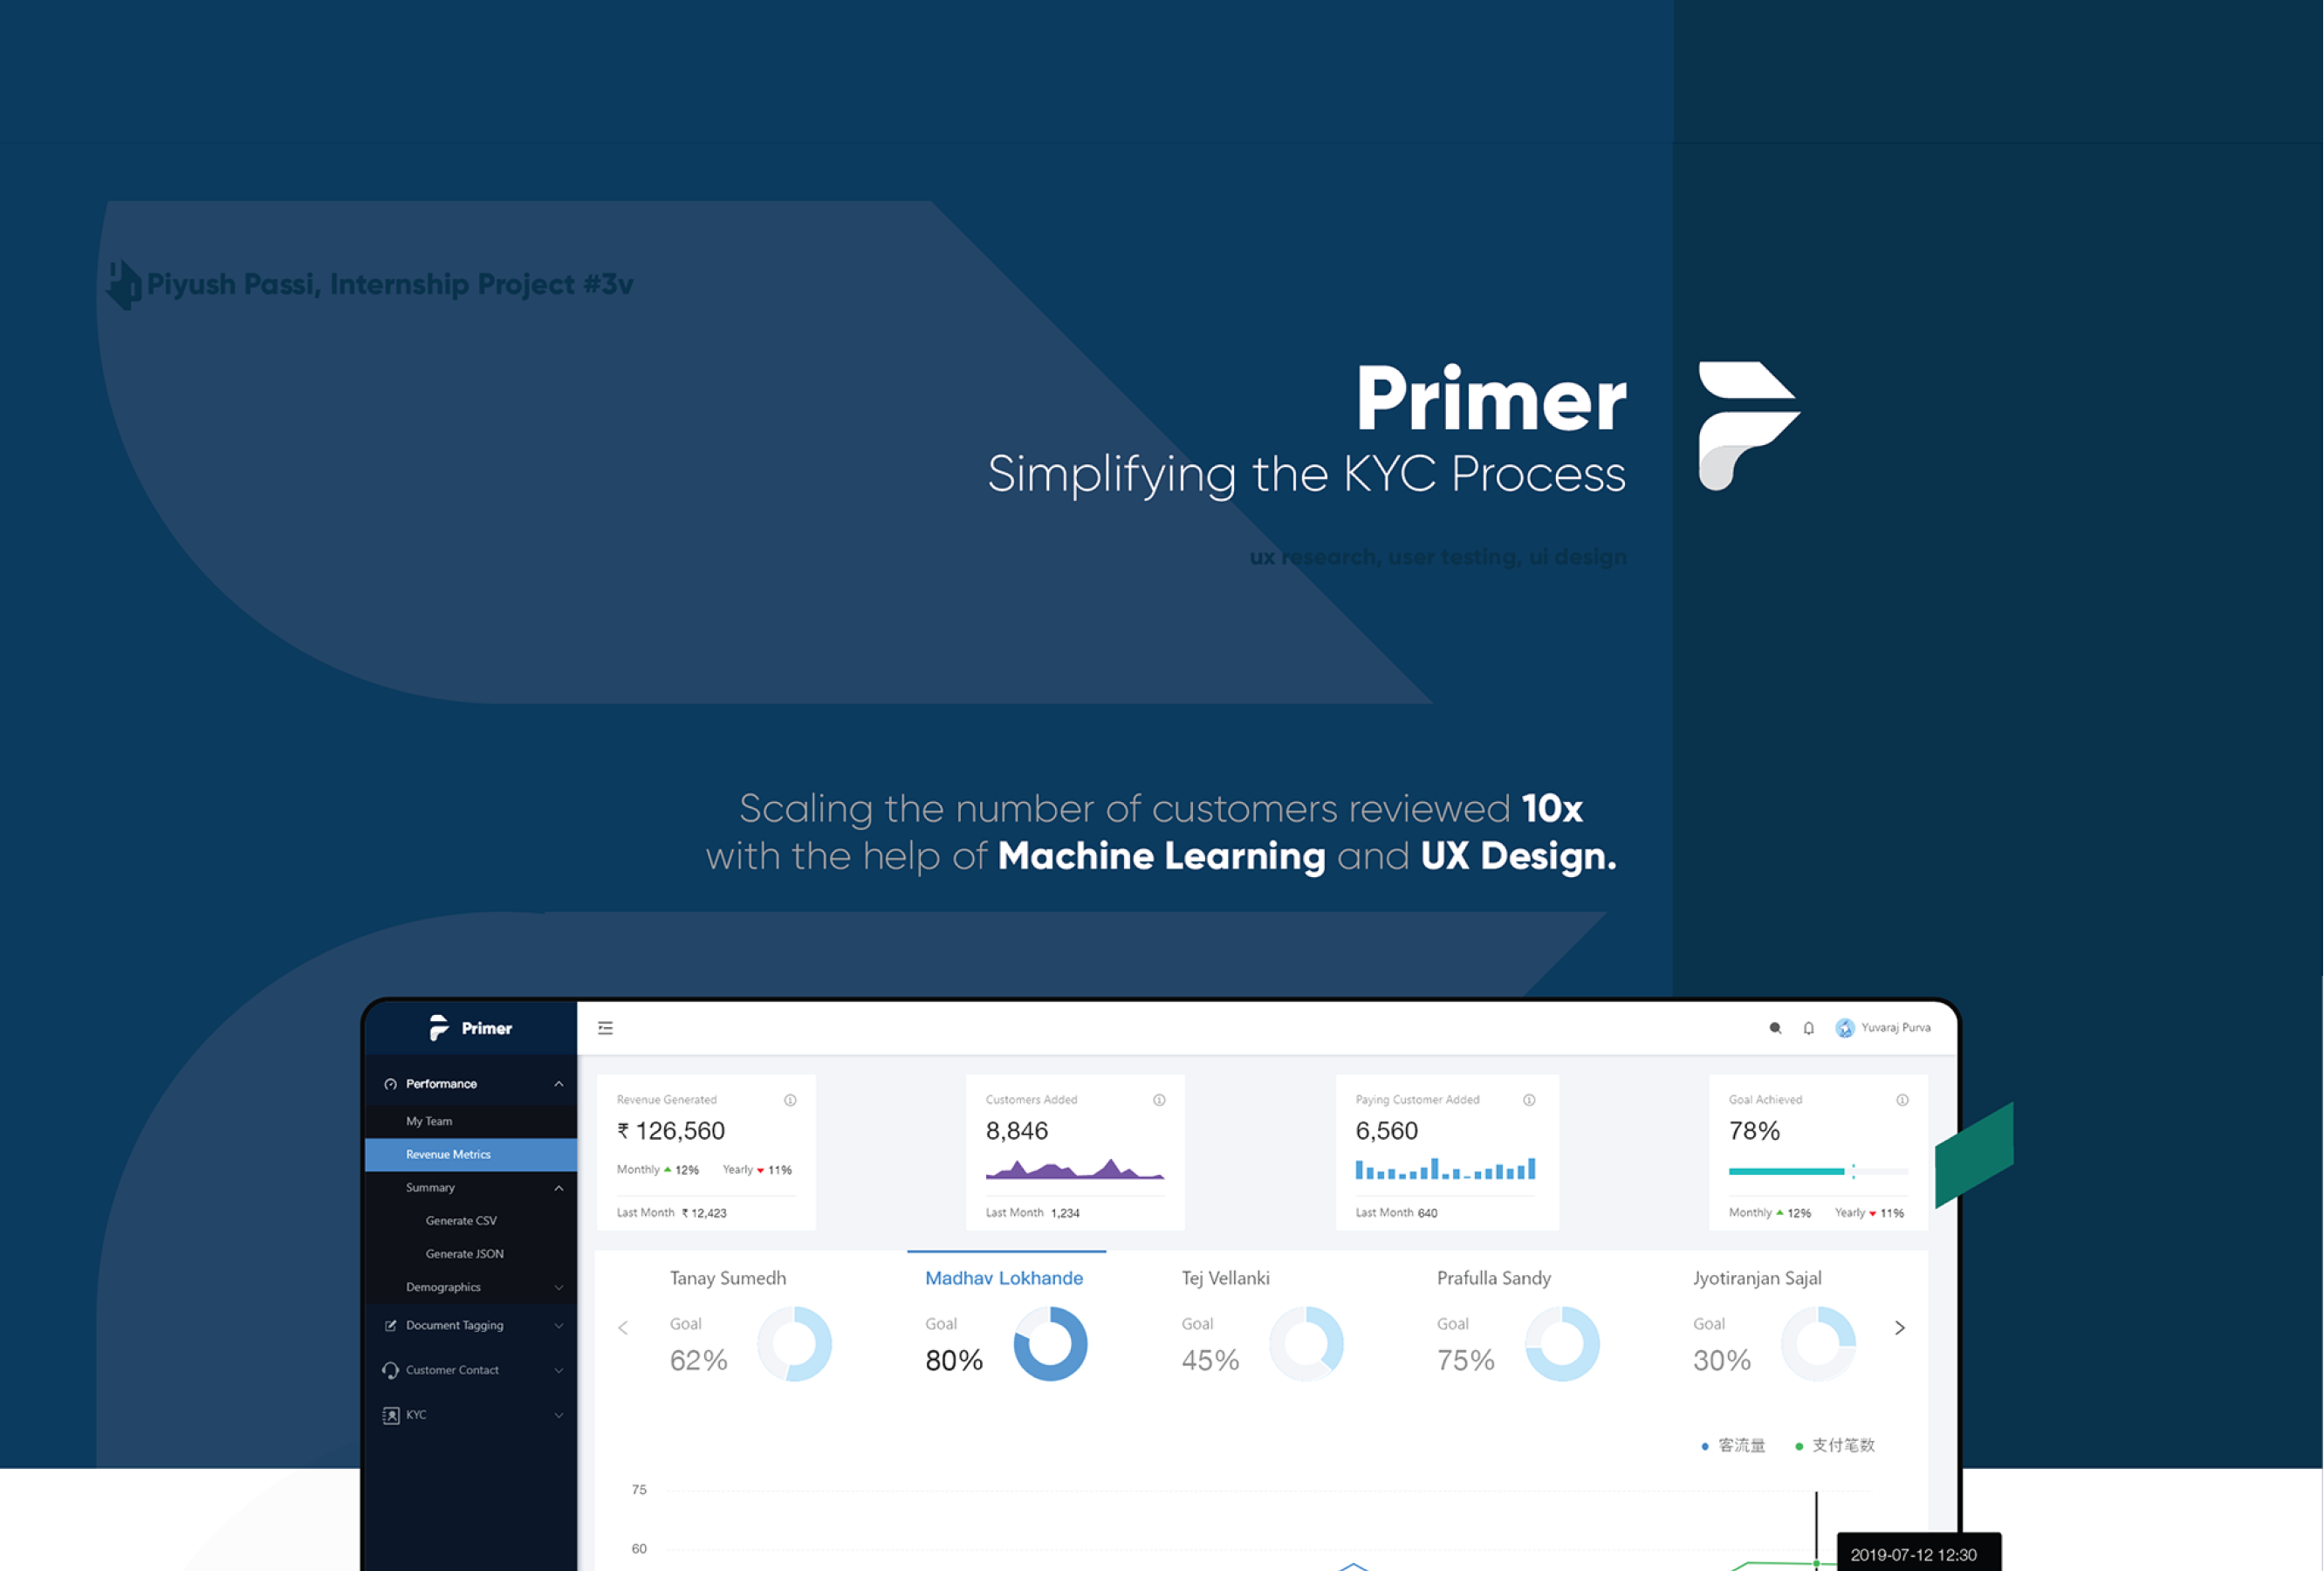 Piyush Passi, Internship Project #3v
Primer
Simplifying the KYC Process
ux research, user testing, ui design
Scaling the number of customers reviewed 10x
with the help of Machine Learning and UX Design.
Primer
Yuvaraj Purva
Performance
My Team
Revenue Metrics
Summary
Generate CSV
Generate JSON
Demographics
Document Tagging
Customer Contact
KYC
Revenue Generated
₹ 126,560
Monthly 12% Yearly 11%
Last Month ₹ 12,423
Customers Added
8,846
Last Month 1,234
Paying Customer Added
6,560
Last Month 640
Goal Achieved
78%
Monthly 12% Yearly 11%
Tanay Sumedh
Goal
62%
Madhav Lokhande
Goal
80%
Tej Vellanki
Goal
45%
Prafulla Sandy
Goal
75%
Jyotiranjan Sajal
Goal
30%
客流量 支付笔数
75
60
2019-07-12 12:30